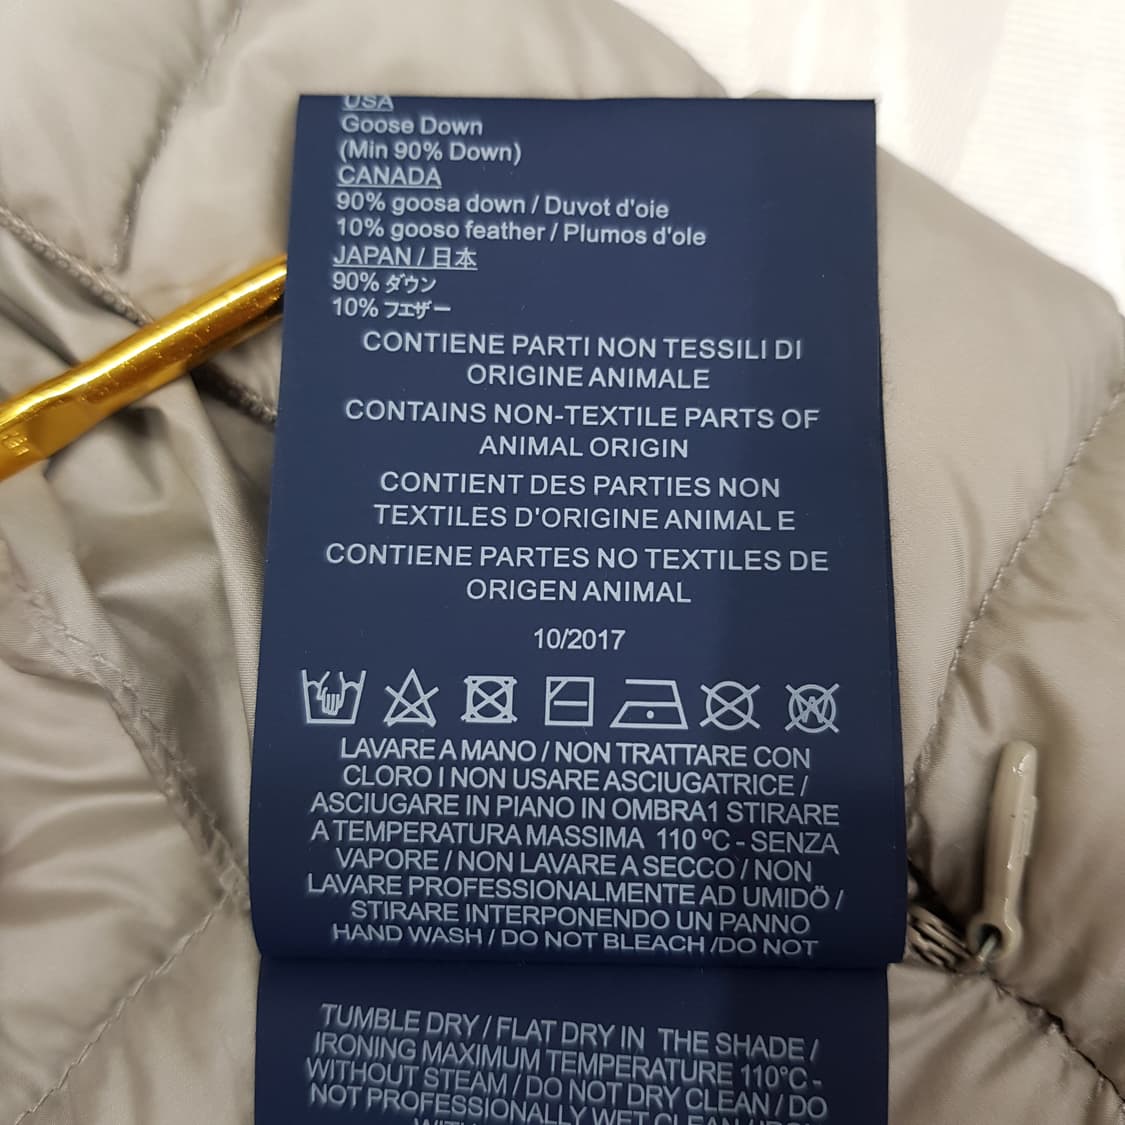 USA
Goose Down
(Min 90% Down)
CANADA
90% goosa down / Duvot d'oie
10% gooso feather / Plumos d'ole
JAPAN / 日本
90% ダウン
10% フエザー
CONTIENE PARTI NON TESSILI DI
ORIGINE ANIMALE
CONTAINS NON-TEXTILE PARTS OF
ANIMAL ORIGIN
CONTIENT DES PARTIES NON
TEXTILES D'ORIGINE ANIMAL E
CONTIENE PARTES NO TEXTILES DE
ORIGEN ANIMAL
10/2017
LAVARE A MANO / NON TRATTARE CON
CLORO I NON USARE ASCIUGATRICE /
ASCIUGARE IN PIANO IN OMBRA1 STIRARE
A TEMPERATURA MASSIMA 110 ºC - SENZA
VAPORE / NON LAVARE A SECCO / NON
LAVARE PROFESSIONALMENTE AD UMIDÖ /
STIRARE INTERPONENDO UN PANNO
HAND WASH / DO NOT BLEACH /DO NOT
TUMBLE DRY / FLAT DRY IN THE SHADE /
IRONING MAXIMUM TEMPERATURE 110°C -
WITHOUT STEAM / DO NOT DRY CLEAN / DO
NOT PROFESSIONALLY WET CLEAN /